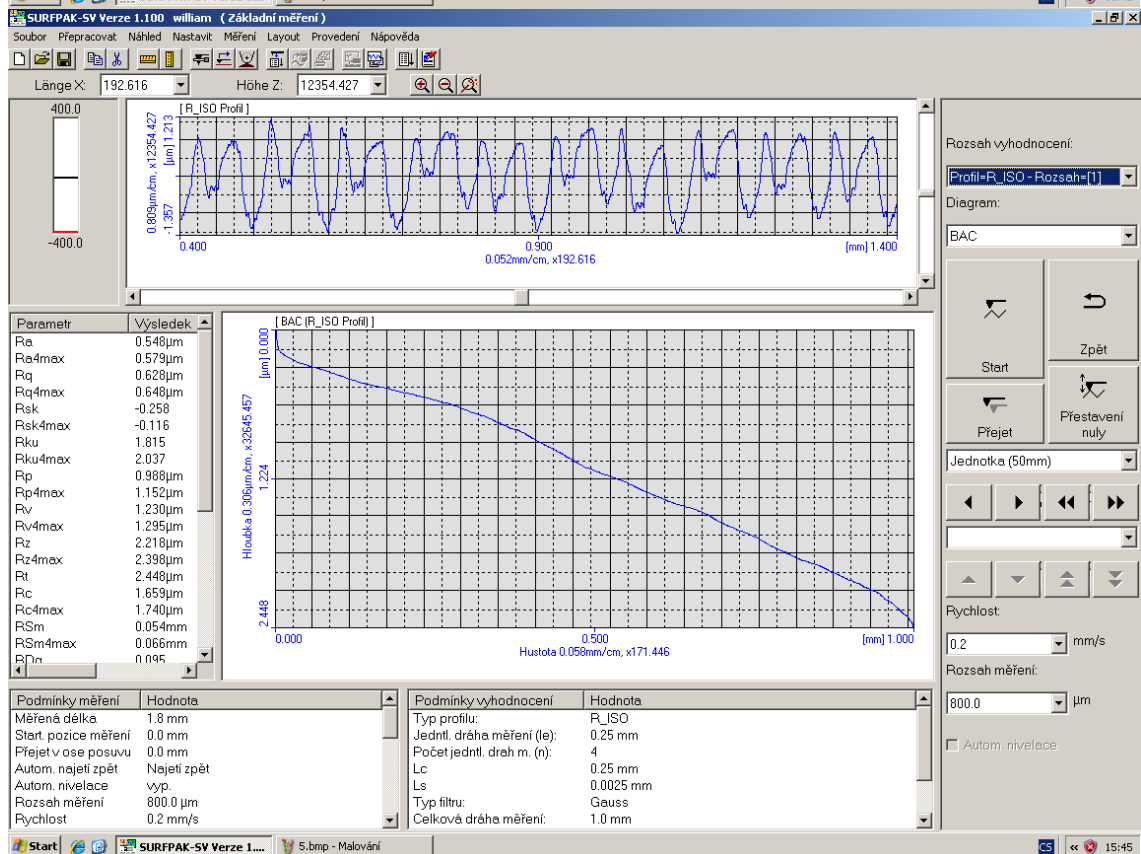 SURFPAK-SV Verze 1.100 william ( Základní měření )
Soubor Přepracovat Náhled Nastavit Měření Layout Provedení Nápověda
Länge X: 192.616 Höhe Z: 12354.427
400.0
-400.0
[ R_ISO Profil ]
0.809µm/cm, x12354.427
-1.357 [µm] 1.213
0.400 0.900 [mm] 1.400
0.052mm/cm, x192.616
Rozsah vyhodnocení:
Profil=R_ISO - Rozsah=[1]
Diagram:
BAC
Start
Zpět
Přejet
Přestavení
nuly
Jednotka (50mm)
Rychlost:
0.2 mm/s
Rozsah měření:
800.0 µm
Autom. nivelace
Parametr Výsledek
Ra 0.548µm
Ra4max 0.579µm
Rq 0.628µm
Rq4max 0.648µm
Rsk -0.258
Rsk4max -0.116
Rku 1.815
Rku4max 2.037
Rp 0.988µm
Rp4max 1.152µm
Rv 1.230µm
Rv4max 1.295µm
Rz 2.218µm
Rz4max 2.398µm
Rt 2.448µm
Rc 1.659µm
Rc4max 1.740µm
RSm 0.054mm
RSm4max 0.066mm
RDq 0.095
[ BAC (R_ISO Profil) ]
Hloubka 0.306µm/cm, x32645.457
2.448 1.224 [µm] 0.000
0.000 0.500 [mm] 1.000
Hustota 0.058mm/cm, x171.446
Podmínky měření Hodnota
Měřená délka 1.8 mm
Start. pozice měření 0.0 mm
Přejet v ose posuvu 0.0 mm
Autom. najetí zpět Najetí zpět
Autom. nivelace vyp.
Rozsah měření 800.0 µm
Rychlost 0.2 mm/s
Podmínky vyhodnocení Hodnota
Typ profilu: R_ISO
Jedntl. dráha měření (le): 0.25 mm
Počet jedntl. drah m. (n): 4
Lc 0.25 mm
Ls 0.0025 mm
Typ filtru: Gauss
Celková dráha měření: 1.0 mm
Start SURFPAK-SV Verze 1.... 5.bmp - Malování CS « 15:45